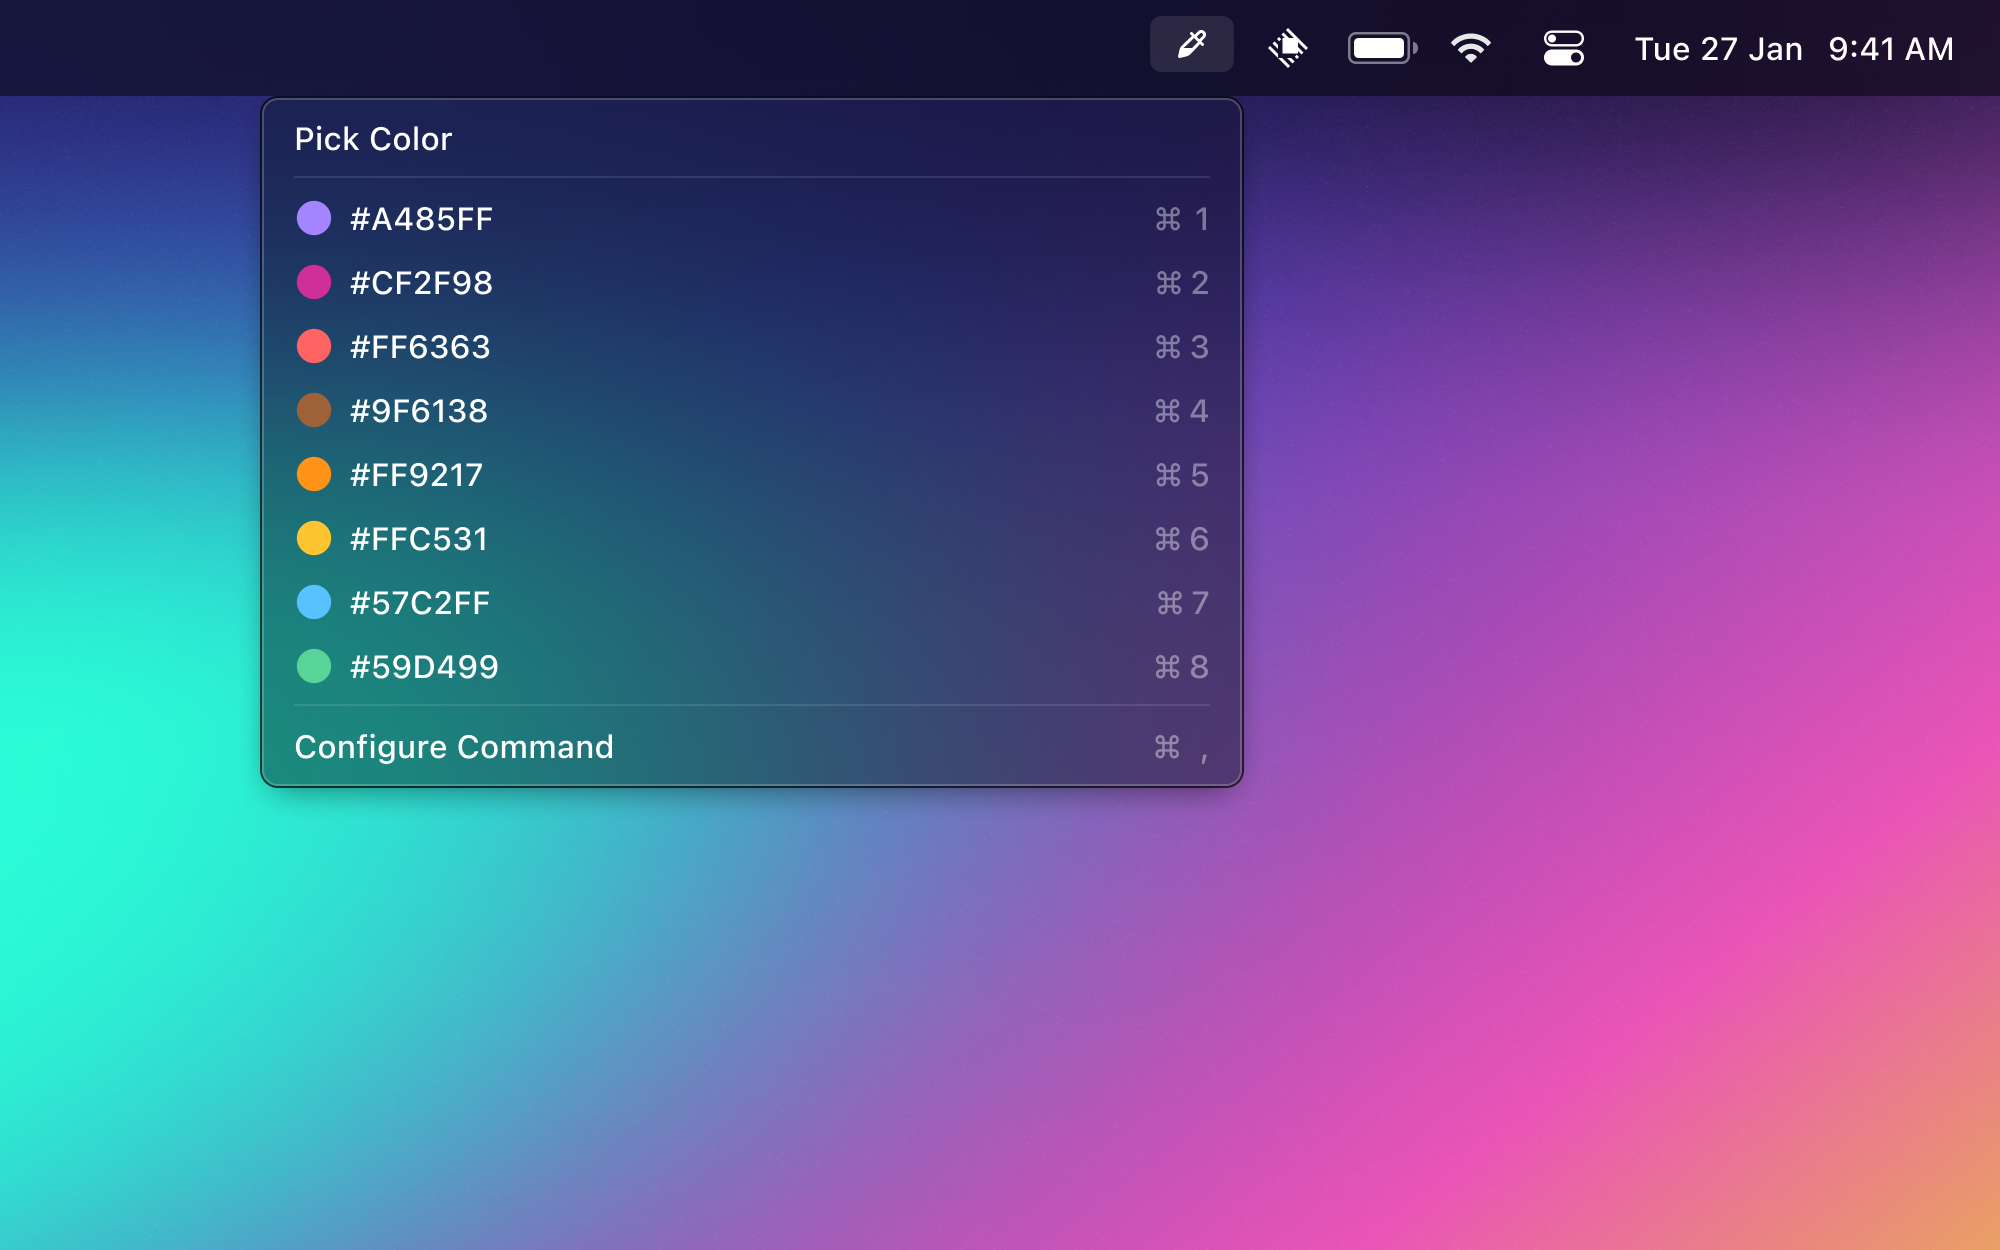 Tue 27 Jan 9:41 AM
Pick Color
#A485FF ⌘ 1
#CF2F98 ⌘ 2
#FF6363 ⌘ 3
#9F6138 ⌘ 4
#FF9217 ⌘ 5
#FFC531 ⌘ 6
#57C2FF ⌘ 7
#59D499 ⌘ 8
Configure Command ⌘ ,